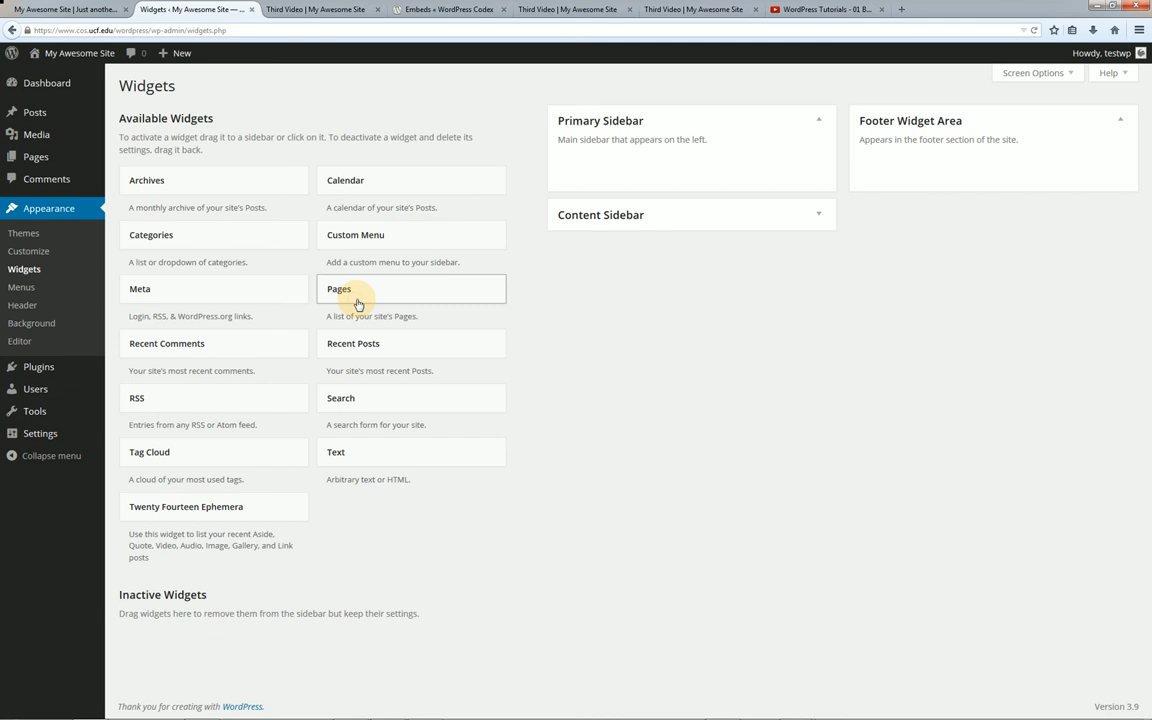 My Awesome Site | Just anothe...
Widgets ‹ My Awesome Site — ...
Third Video | My Awesome Site
Embeds « WordPress Codex
Third Video | My Awesome Site
Third Video | My Awesome Site
WordPress Tutorials - 01 B...
https://www.cos.ucf.edu/wordpress/wp-admin/widgets.php
My Awesome Site
0
New
Howdy, testwp
Dashboard
Posts
Media
Pages
Comments
Appearance
Themes
Customize
Widgets
Menus
Header
Background
Editor
Plugins
Users
Tools
Settings
Collapse menu
Screen Options
Help
Widgets
Available Widgets
To activate a widget drag it to a sidebar or click on it. To deactivate a widget and delete its
settings, drag it back.
Archives
A monthly archive of your site's Posts.
Calendar
A calendar of your site's Posts.
Categories
A list or dropdown of categories.
Custom Menu
Add a custom menu to your sidebar.
Meta
Login, RSS, & WordPress.org links.
Pages
A list of your site's Pages.
Recent Comments
Your site's most recent comments.
Recent Posts
Your site's most recent Posts.
RSS
Entries from any RSS or Atom feed.
Search
A search form for your site.
Tag Cloud
A cloud of your most used tags.
Text
Arbitrary text or HTML.
Twenty Fourteen Ephemera
Use this widget to list your recent Aside,
Quote, Video, Audio, Image, Gallery, and Link
posts
Inactive Widgets
Drag widgets here to remove them from the sidebar but keep their settings.
Primary Sidebar
Main sidebar that appears on the left.
Content Sidebar
Footer Widget Area
Appears in the footer section of the site.
Thank you for creating with WordPress.
Version 3.9